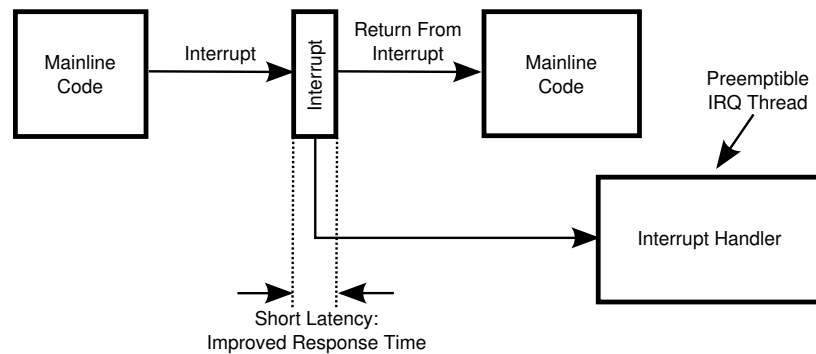 Mainline
Code
Interrupt
Interrupt
Return From
Interrupt
Mainline
Code
Preemptible
IRQ Thread
Interrupt Handler
Short Latency:
Improved Response Time